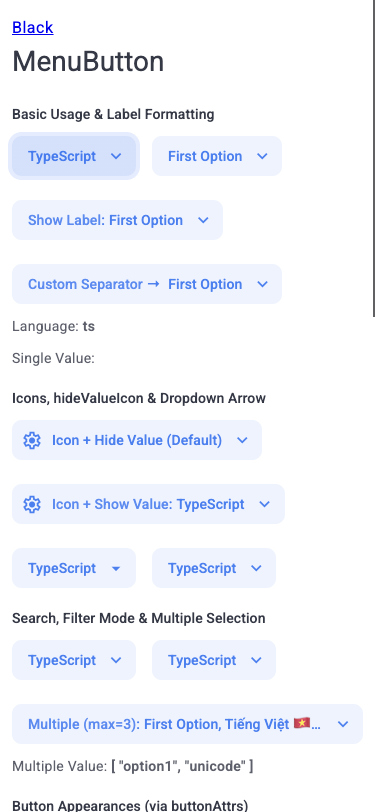 Black
MenuButton
Basic Usage & Label Formatting
TypeScript First Option
Show Label: First Option
Custom Separator → First Option
Language: ts
Single Value:
Icons, hideValueIcon & Dropdown Arrow
Icon + Hide Value (Default)
Icon + Show Value: TypeScript
TypeScript TypeScript
Search, Filter Mode & Multiple Selection
TypeScript TypeScript
Multiple (max=3): First Option, Tiếng Việt 🇻🇳...
Multiple Value: [ "option1", "unicode" ]
Button Appearances (via buttonAttrs)